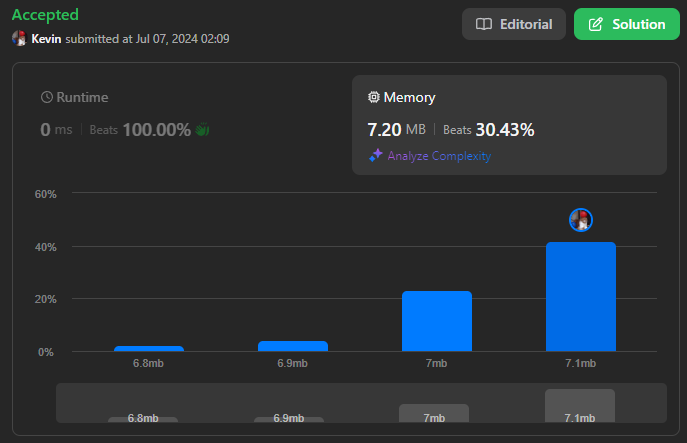 Accepted
Editorial
Solution
Kevin submitted at Jul 07, 2024 02:09
Runtime
0 ms Beats 100.00%
Memory
7.20 MB Beats 30.43%
Analyze Complexity
60%
40%
20%
0%
6.8mb 6.9mb 7mb 7.1mb
6.8mb 6.9mb 7mb 7.1mb